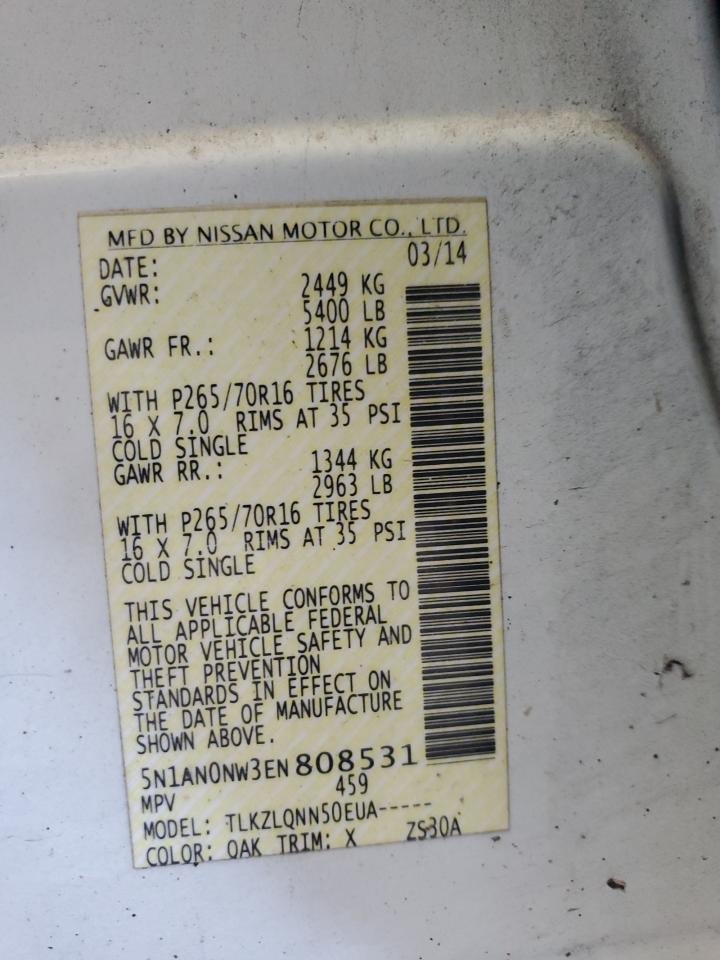 MFD BY NISSAN MOTOR CO., LTD.
DATE: 03/14
GVWR: 2449 KG
5400 LB
GAWR FR.: 1214 KG
2676 LB
WITH P265/70R16 TIRES
16 X 7.0 RIMS AT 35 PSI
COLD SINGLE
GAWR RR.: 1344 KG
2963 LB
WITH P265/70R16 TIRES
16 X 7.0 RIMS AT 35 PSI
COLD SINGLE
THIS VEHICLE CONFORMS TO
ALL APPLICABLE FEDERAL
MOTOR VEHICLE SAFETY AND
THEFT PREVENTION
STANDARDS IN EFFECT ON
THE DATE OF MANUFACTURE
SHOWN ABOVE.
5N1AN0NW3EN808531
MPV 459
MODEL: TLKZLQNN50EUA-----
COLOR: QAK TRIM: X ZS30A